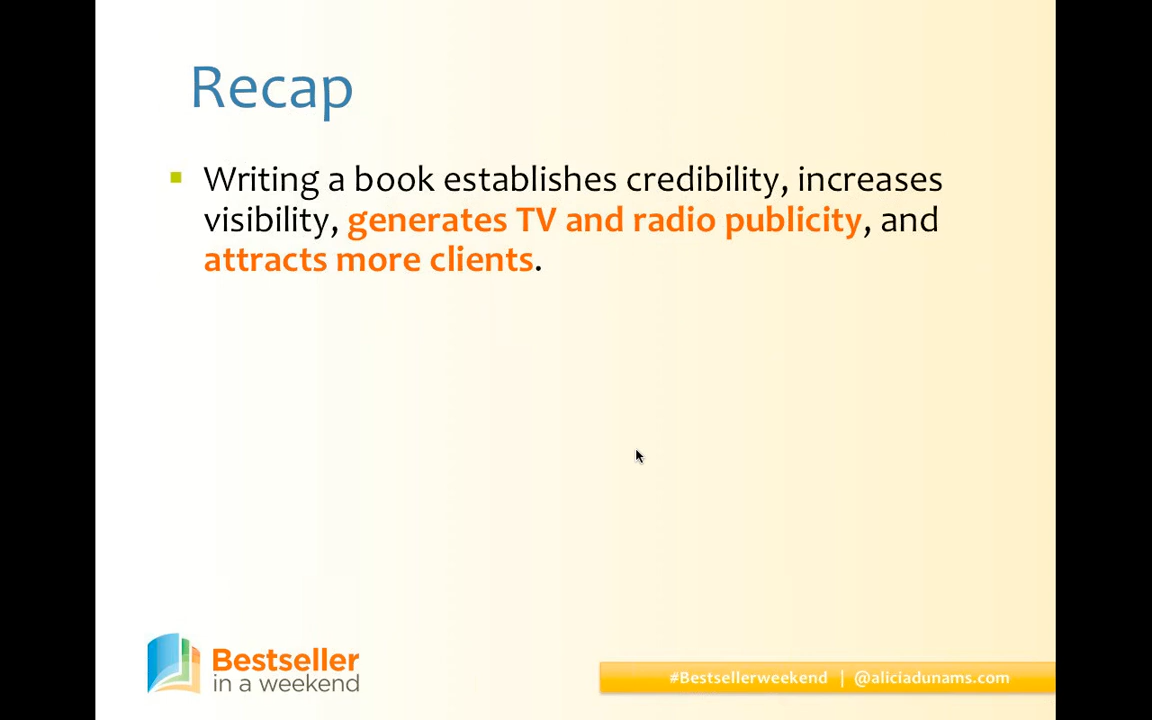 Recap
Writing a book establishes credibility, increases
visibility, generates TV and radio publicity, and
attracts more clients.
Bestseller
in a weekend
#Bestsellerweekend | @aliciadunams.com